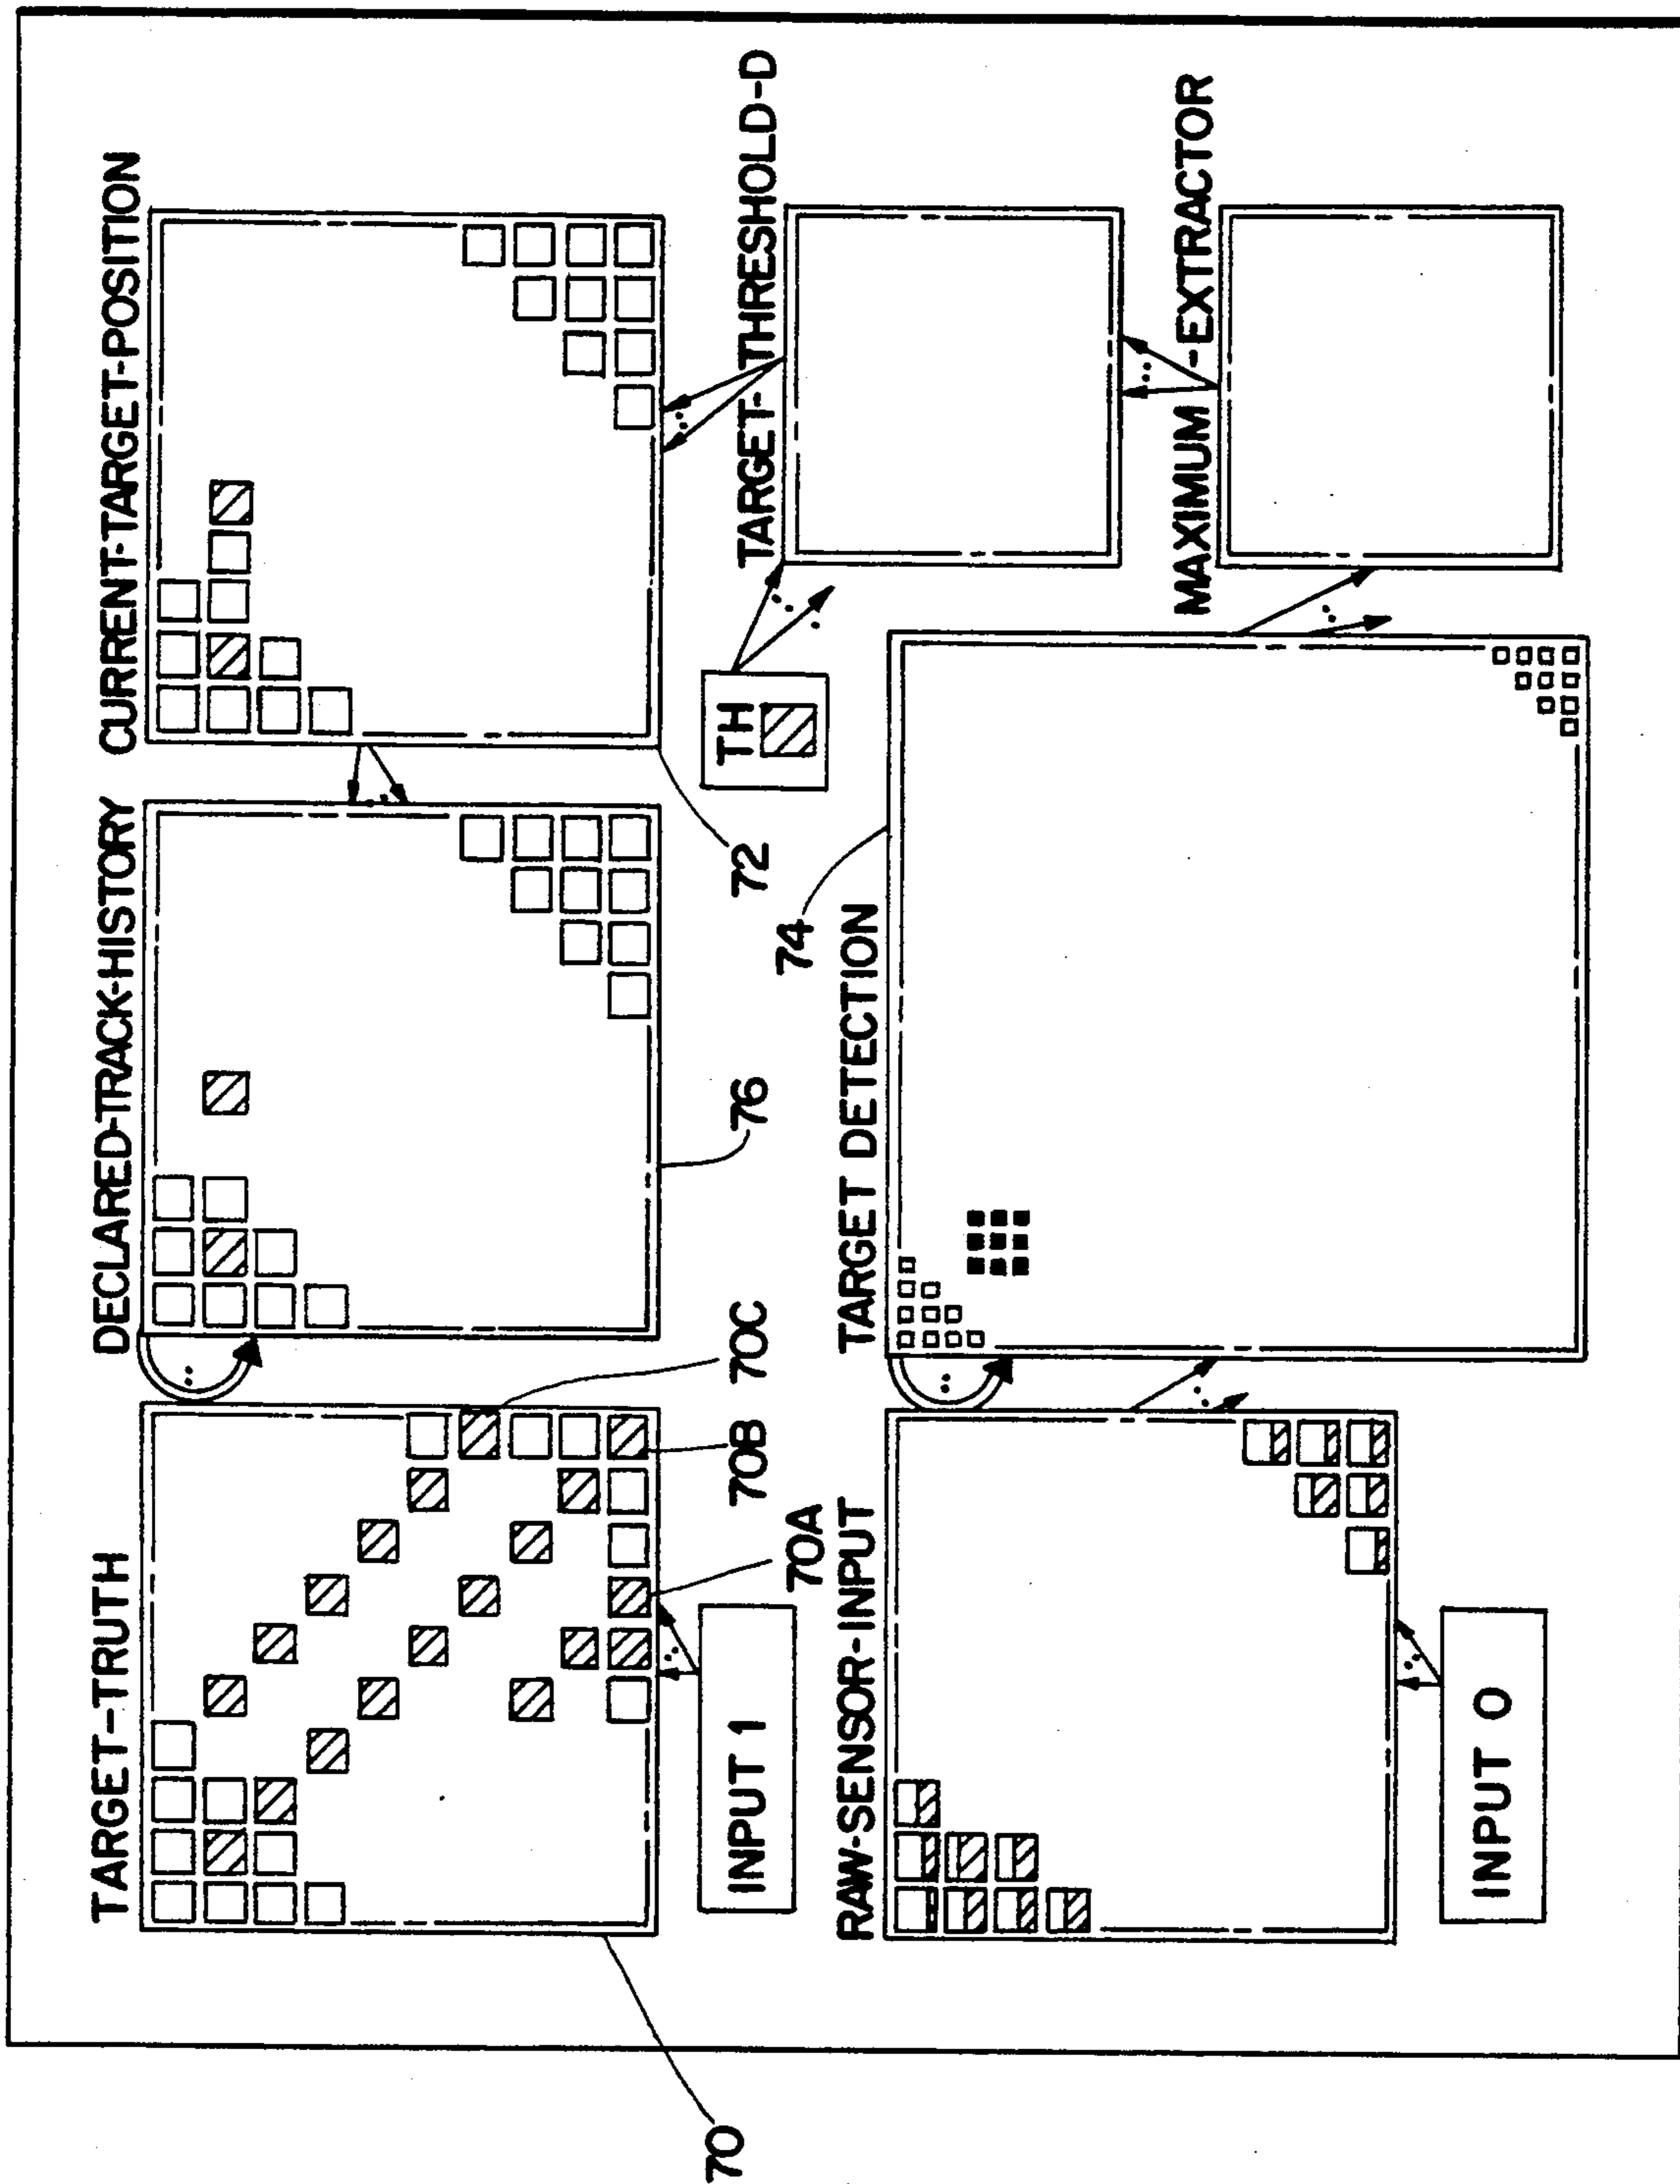 TARGET-TRUTH
DECLARED-TRACK-HISTORY
CURRENT-TARGET-POSITION
70
INPUT 1
70A
70B
70C
76
72
TH
TARGET-THRESHOLD-D
RAW-SENSOR-INPUT
TARGET DETECTION
74
MAXIMUM-EXTRACTOR
INPUT 0